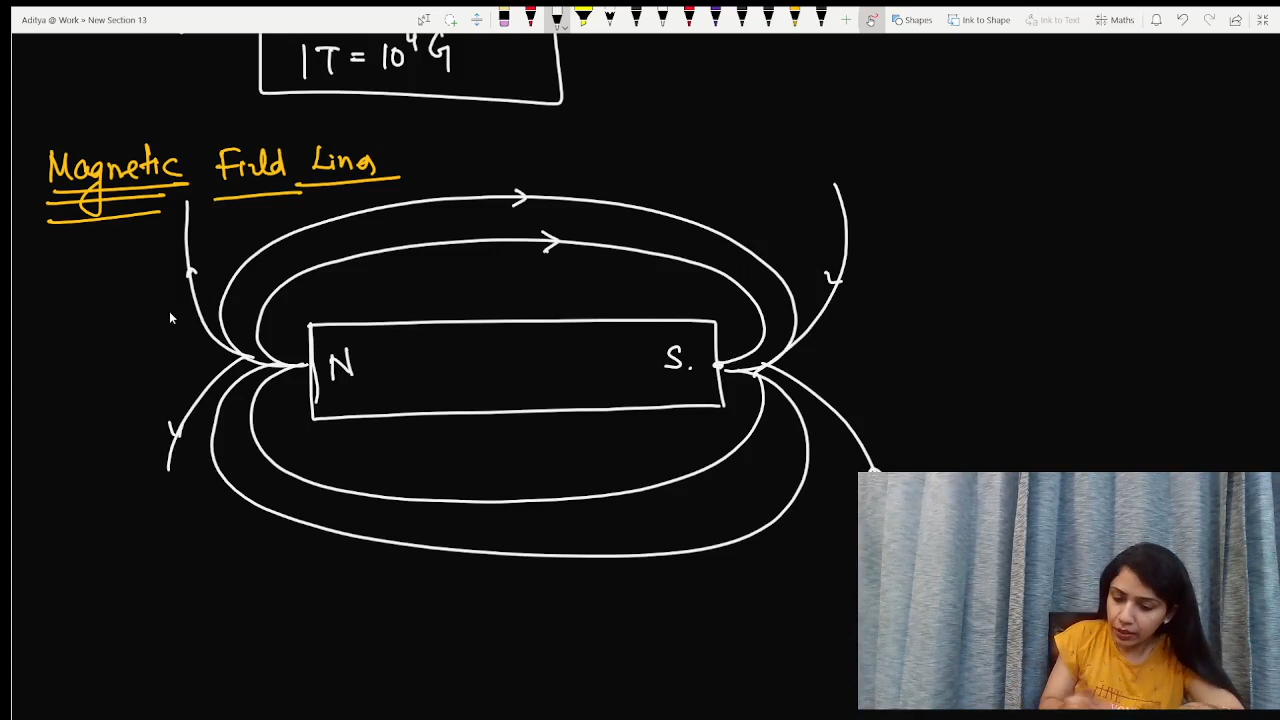 Aditya @ Work » New Section 13
Shapes Ink to Shape Ink to Text Maths
1T = 10⁴ G
Magnetic Field Lines
N S.